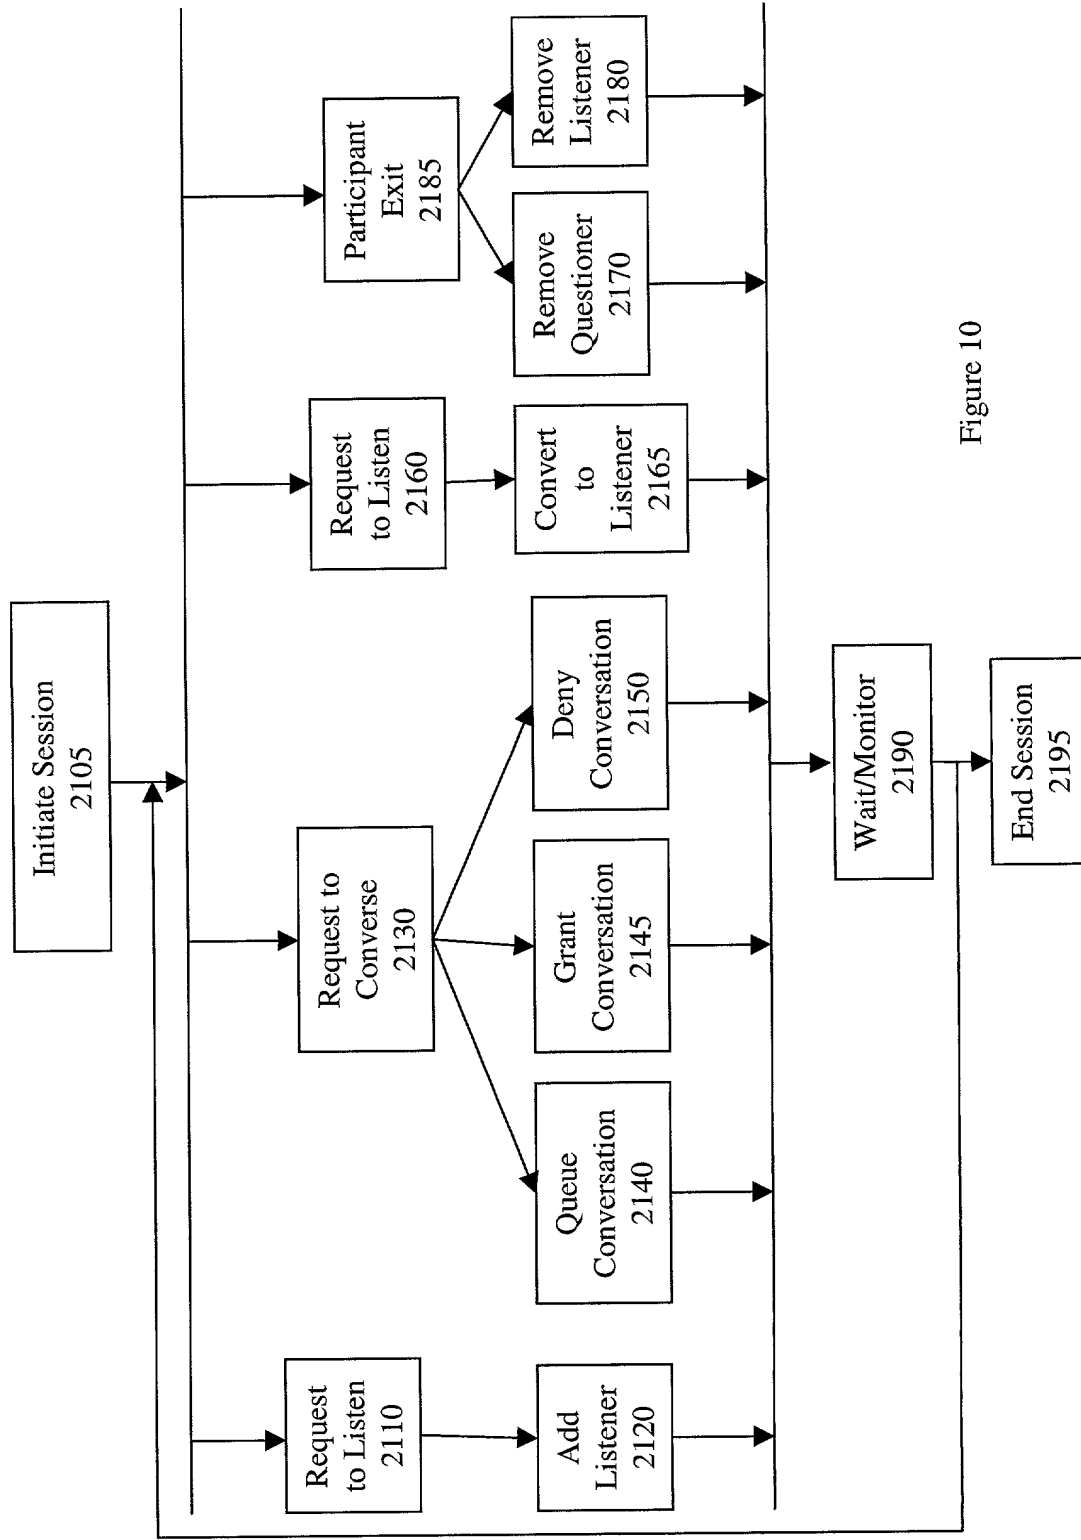 Initiate Session
2105
Request
to Listen
2110
Request to
Converse
2130
Request
to Listen
2160
Participant
Exit
2185
Add
Listener
2120
Queue
Conversation
2140
Grant
Conversation
2145
Deny
Conversation
2150
Convert
to
Listener
2165
Remove
Questioner
2170
Remove
Listener
2180
Wait/Monitor
2190
End Session
2195
Figure 10